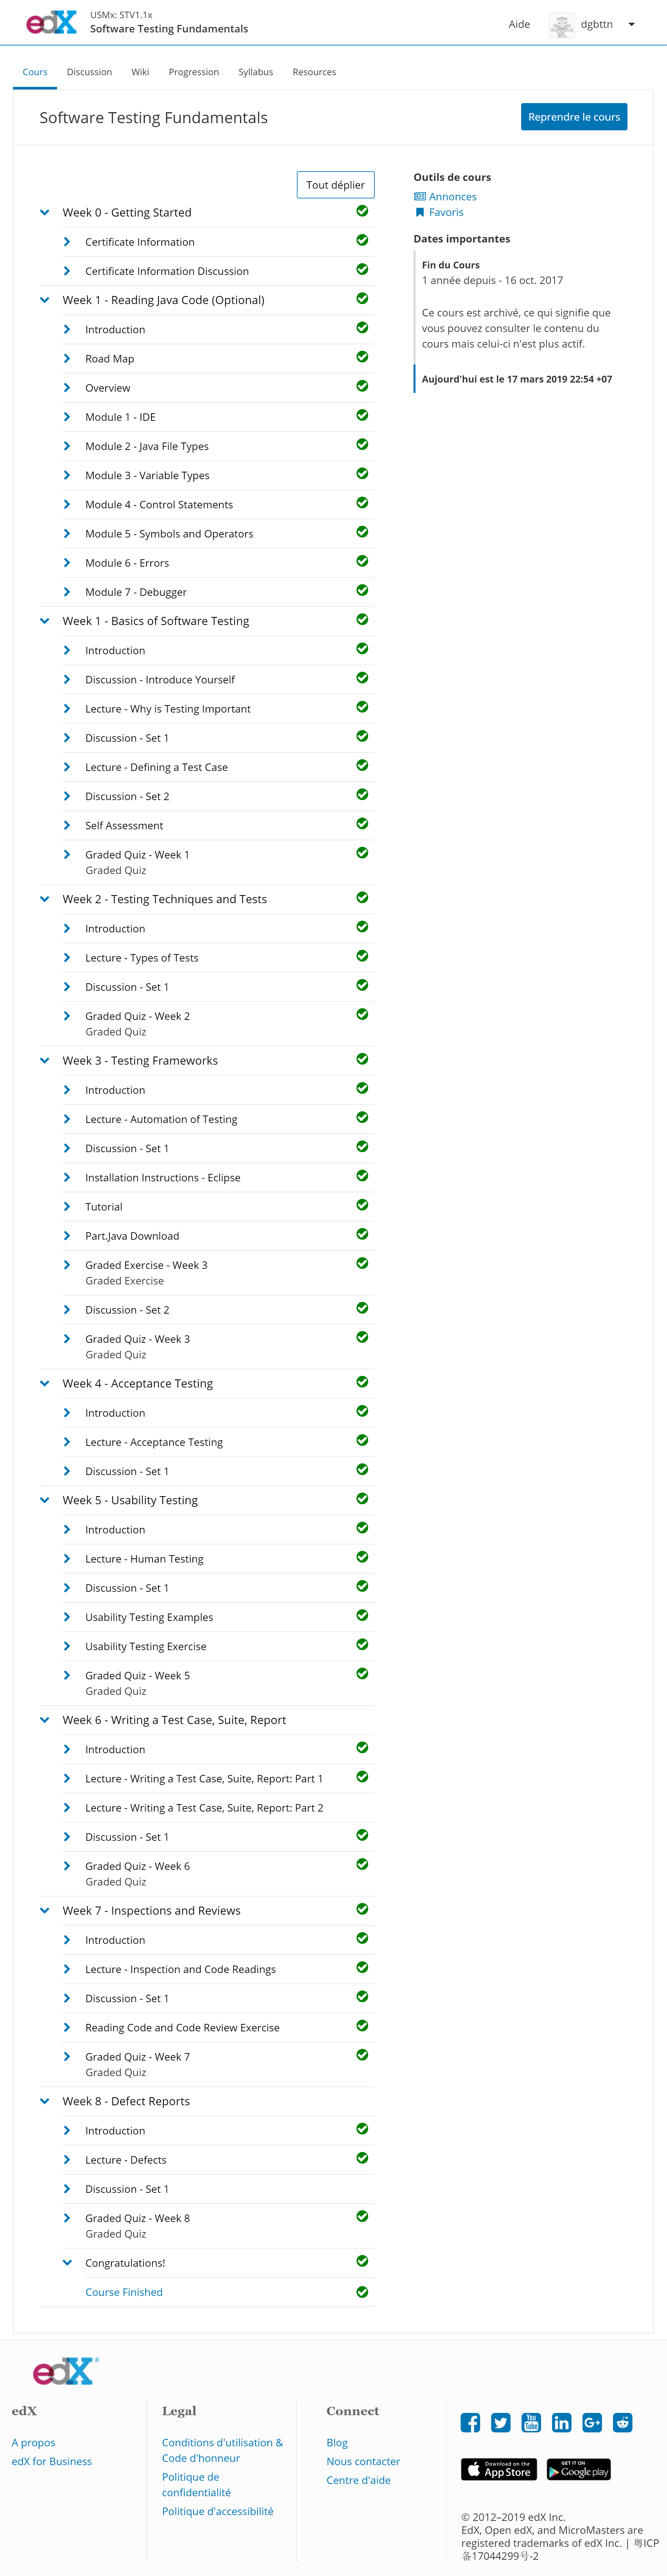 edX
USMx: STV1.1x
Software Testing Fundamentals
Aide
dgbttn
Cours
Discussion
Wiki
Progression
Syllabus
Resources
Software Testing Fundamentals
Reprendre le cours
Tout déplier
Week 0 - Getting Started
Certificate Information
Certificate Information Discussion
Week 1 - Reading Java Code (Optional)
Introduction
Road Map
Overview
Module 1 - IDE
Module 2 - Java File Types
Module 3 - Variable Types
Module 4 - Control Statements
Module 5 - Symbols and Operators
Module 6 - Errors
Module 7 - Debugger
Week 1 - Basics of Software Testing
Introduction
Discussion - Introduce Yourself
Lecture - Why is Testing Important
Discussion - Set 1
Lecture - Defining a Test Case
Discussion - Set 2
Self Assessment
Graded Quiz - Week 1
Graded Quiz
Week 2 - Testing Techniques and Tests
Introduction
Lecture - Types of Tests
Discussion - Set 1
Graded Quiz - Week 2
Graded Quiz
Week 3 - Testing Frameworks
Introduction
Lecture - Automation of Testing
Discussion - Set 1
Installation Instructions - Eclipse
Tutorial
Part.Java Download
Graded Exercise - Week 3
Graded Exercise
Discussion - Set 2
Graded Quiz - Week 3
Graded Quiz
Week 4 - Acceptance Testing
Introduction
Lecture - Acceptance Testing
Discussion - Set 1
Week 5 - Usability Testing
Introduction
Lecture - Human Testing
Discussion - Set 1
Usability Testing Examples
Usability Testing Exercise
Graded Quiz - Week 5
Graded Quiz
Week 6 - Writing a Test Case, Suite, Report
Introduction
Lecture - Writing a Test Case, Suite, Report: Part 1
Lecture - Writing a Test Case, Suite, Report: Part 2
Discussion - Set 1
Graded Quiz - Week 6
Graded Quiz
Week 7 - Inspections and Reviews
Introduction
Lecture - Inspection and Code Readings
Discussion - Set 1
Reading Code and Code Review Exercise
Graded Quiz - Week 7
Graded Quiz
Week 8 - Defect Reports
Introduction
Lecture - Defects
Discussion - Set 1
Graded Quiz - Week 8
Graded Quiz
Congratulations!
Course Finished
Outils de cours
Annonces
Favoris
Dates importantes
Fin du Cours
1 année depuis - 16 oct. 2017
Ce cours est archivé, ce qui signifie que
vous pouvez consulter le contenu du
cours mais celui-ci n'est plus actif.
Aujourd'hui est le 17 mars 2019 22:54 +07
edX
edX
A propos
edX for Business
Legal
Conditions d'utilisation &
Code d'honneur
Politique de
confidentialité
Politique d'accessibilité
Connect
Blog
Nous contacter
Centre d'aide
You
Tube
in
G+
Download on the
App Store
GET IT ON
Google play
© 2012–2019 edX Inc.
EdX, Open edX, and MicroMasters are
registered trademarks of edX Inc. | 粤ICP
备17044299号-2